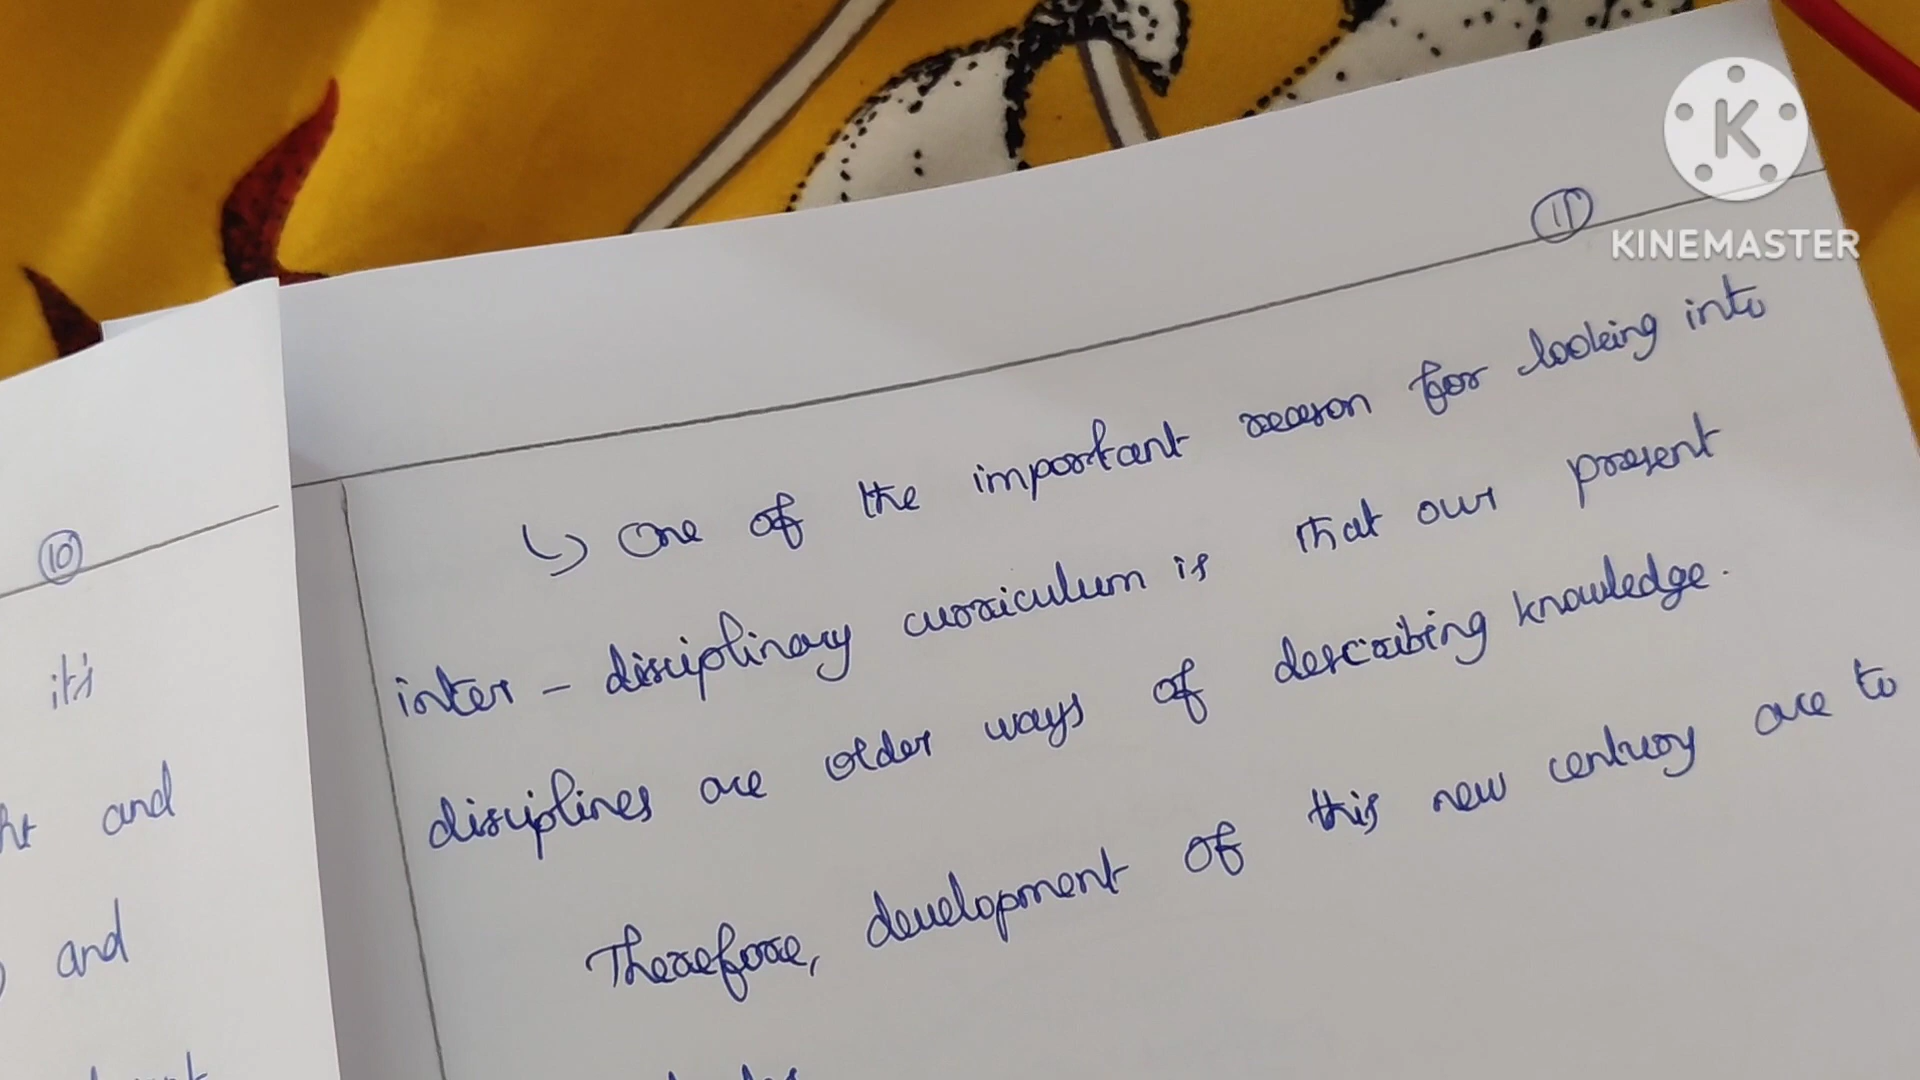 10
it's
and
and
11
↳ One of the important reason for looking into
inter - disciplinary curriculum is that our present
disciplines are older ways of describing knowledge.
Therefore, development of this new century are to
K
KINEMASTER